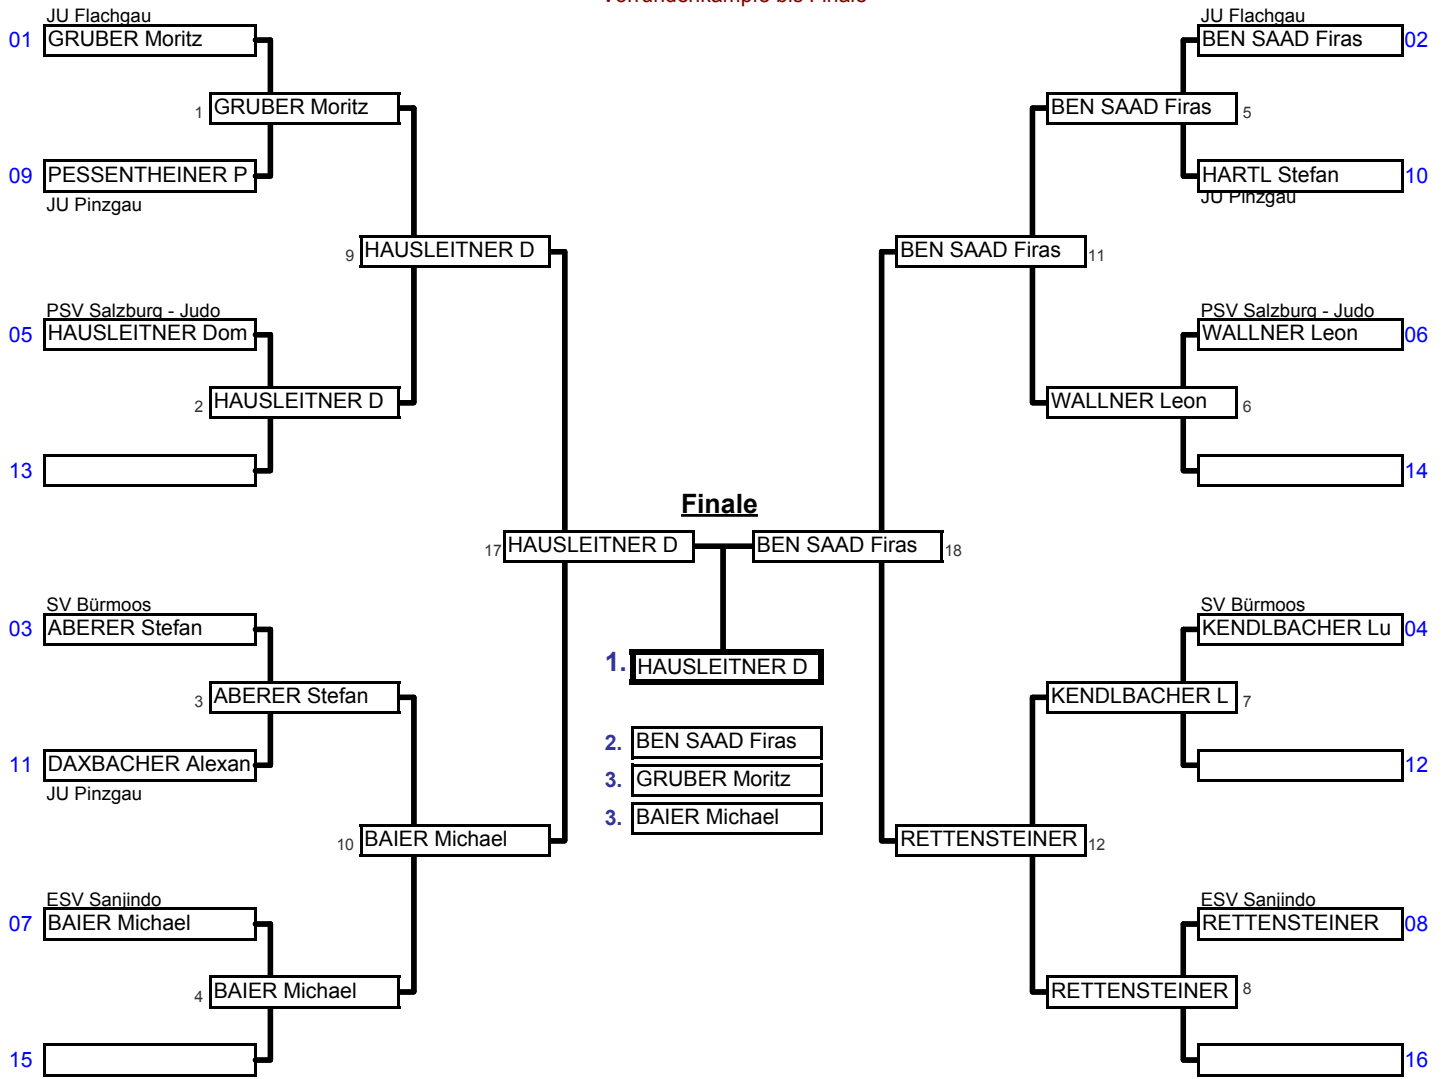 Vorrundenkämpfe bis Finale
JU Flachgau
01 GRUBER Moritz
1 GRUBER Moritz
09 PESSENTHEINER P
JU Pinzgau
9 HAUSLEITNER D
PSV Salzburg - Judo
05 HAUSLEITNER Dom
2 HAUSLEITNER D
13
17 HAUSLEITNER D
SV Bürmoos
03 ABERER Stefan
3 ABERER Stefan
11 DAXBACHER Alexan
JU Pinzgau
10 BAIER Michael
ESV Sanjindo
07 BAIER Michael
4 BAIER Michael
15
Finale
1. HAUSLEITNER D
2. BEN SAAD Firas
3. GRUBER Moritz
3. BAIER Michael
JU Flachgau
BEN SAAD Firas 02
BEN SAAD Firas 5
HARTL Stefan 10
JU Pinzgau
BEN SAAD Firas 11
PSV Salzburg - Judo
WALLNER Leon 06
WALLNER Leon 6
14
BEN SAAD Firas 18
SV Bürmoos
KENDLBACHER Lu 04
KENDLBACHER L 7
12
RETTENSTEINER 12
ESV Sanjindo
RETTENSTEINER 08
RETTENSTEINER 8
16